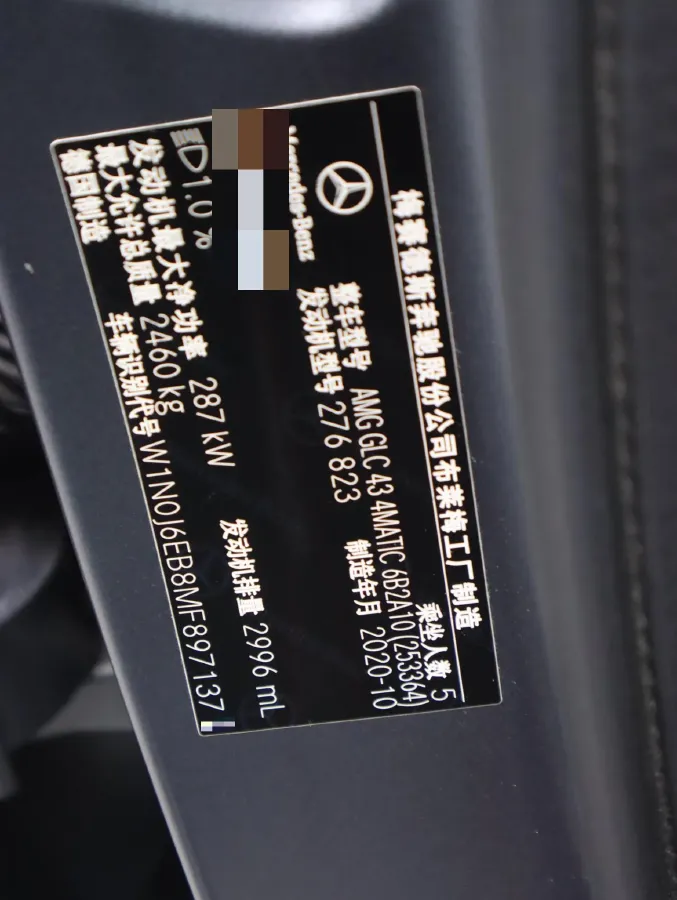 梅赛德斯奔驰股份公司布莱梅工厂制造
Mercedes-Benz
乘坐人数 5
整车型号 AMG GLC 43 4MATIC 6B2A10(253364)
发动机型号 276 823
制造年月 2020-10
1.0 %
发动机最大净功率 287 kW
发动机排量 2996 mL
最大允许总质量 2460 kg
德国制造
车辆识别代号 W1N0J6EB8MF897137